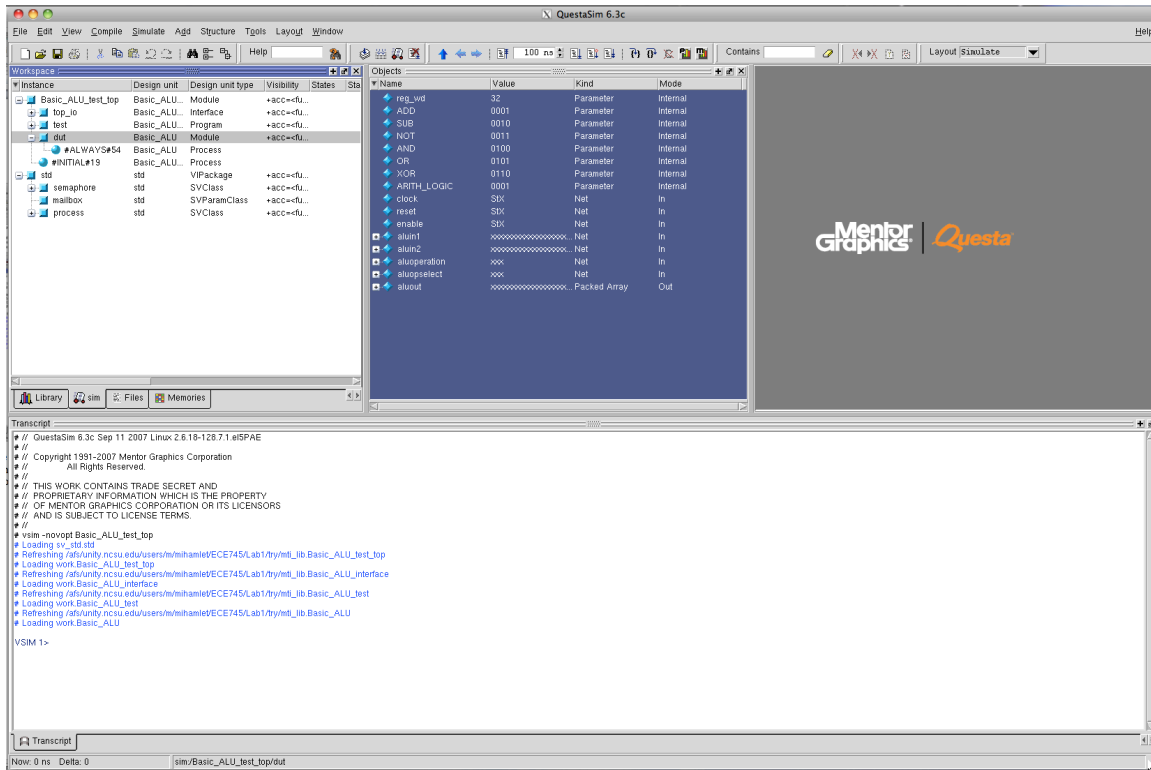 QuestaSim 6.3c
File Edit View Compile Simulate Add Structure Tools Layout Window Help
Help 100 ns Contains Layout Simulate
Workspace
Instance Design unit Design unit type Visibility States Sta
Basic_ALU_test_top Basic_ALU... Module +acc=<fu...
top_io Basic_ALU... Interface +acc=<fu...
test Basic_ALU... Program +acc=<fu...
dut Basic_ALU Module +acc=<fu...
#ALWAYS#54 Basic_ALU Process
#INITIAL#19 Basic_ALU... Process
std std VIPackage +acc=<fu...
semaphore std SVClass +acc=<fu...
mailbox std SVParamClass +acc=<fu...
process std SVClass +acc=<fu...
Library sim Files Memories
Objects
Name Value Kind Mode
reg_wd 32 Parameter Internal
ADD 0001 Parameter Internal
SUB 0010 Parameter Internal
NOT 0011 Parameter Internal
AND 0100 Parameter Internal
OR 0101 Parameter Internal
XOR 0110 Parameter Internal
ARITH_LOGIC 0001 Parameter Internal
clock StX Net In
reset StX Net In
enable StX Net In
aluin1 xxxxxxxxxxxxxxxxxx... Net In
aluin2 xxxxxxxxxxxxxxxxxx... Net In
aluoperation xxx Net In
aluopselect xxx Net In
aluout xxxxxxxxxxxxxxxxxx... Packed Array Out
Mentor Graphics Questa
Transcript
# // QuestaSim 6.3c Sep 11 2007 Linux 2.6.18-128.7.1.el5PAE
# //
# // Copyright 1991-2007 Mentor Graphics Corporation
# // All Rights Reserved.
# //
# // THIS WORK CONTAINS TRADE SECRET AND
# // PROPRIETARY INFORMATION WHICH IS THE PROPERTY
# // OF MENTOR GRAPHICS CORPORATION OR ITS LICENSORS
# // AND IS SUBJECT TO LICENSE TERMS.
# //
# vsim -novopt Basic_ALU_test_top
# Loading sv_std.std
# Refreshing /afs/unity.ncsu.edu/users/m/mihamlet/ECE745/Lab1/try/mti_lib.Basic_ALU_test_top
# Loading work.Basic_ALU_test_top
# Refreshing /afs/unity.ncsu.edu/users/m/mihamlet/ECE745/Lab1/try/mti_lib.Basic_ALU_interface
# Loading work.Basic_ALU_interface
# Refreshing /afs/unity.ncsu.edu/users/m/mihamlet/ECE745/Lab1/try/mti_lib.Basic_ALU_test
# Loading work.Basic_ALU_test
# Refreshing /afs/unity.ncsu.edu/users/m/mihamlet/ECE745/Lab1/try/mti_lib.Basic_ALU
# Loading work.Basic_ALU
VSIM 1>
Transcript
Now: 0 ns Delta: 0 sim:/Basic_ALU_test_top/dut